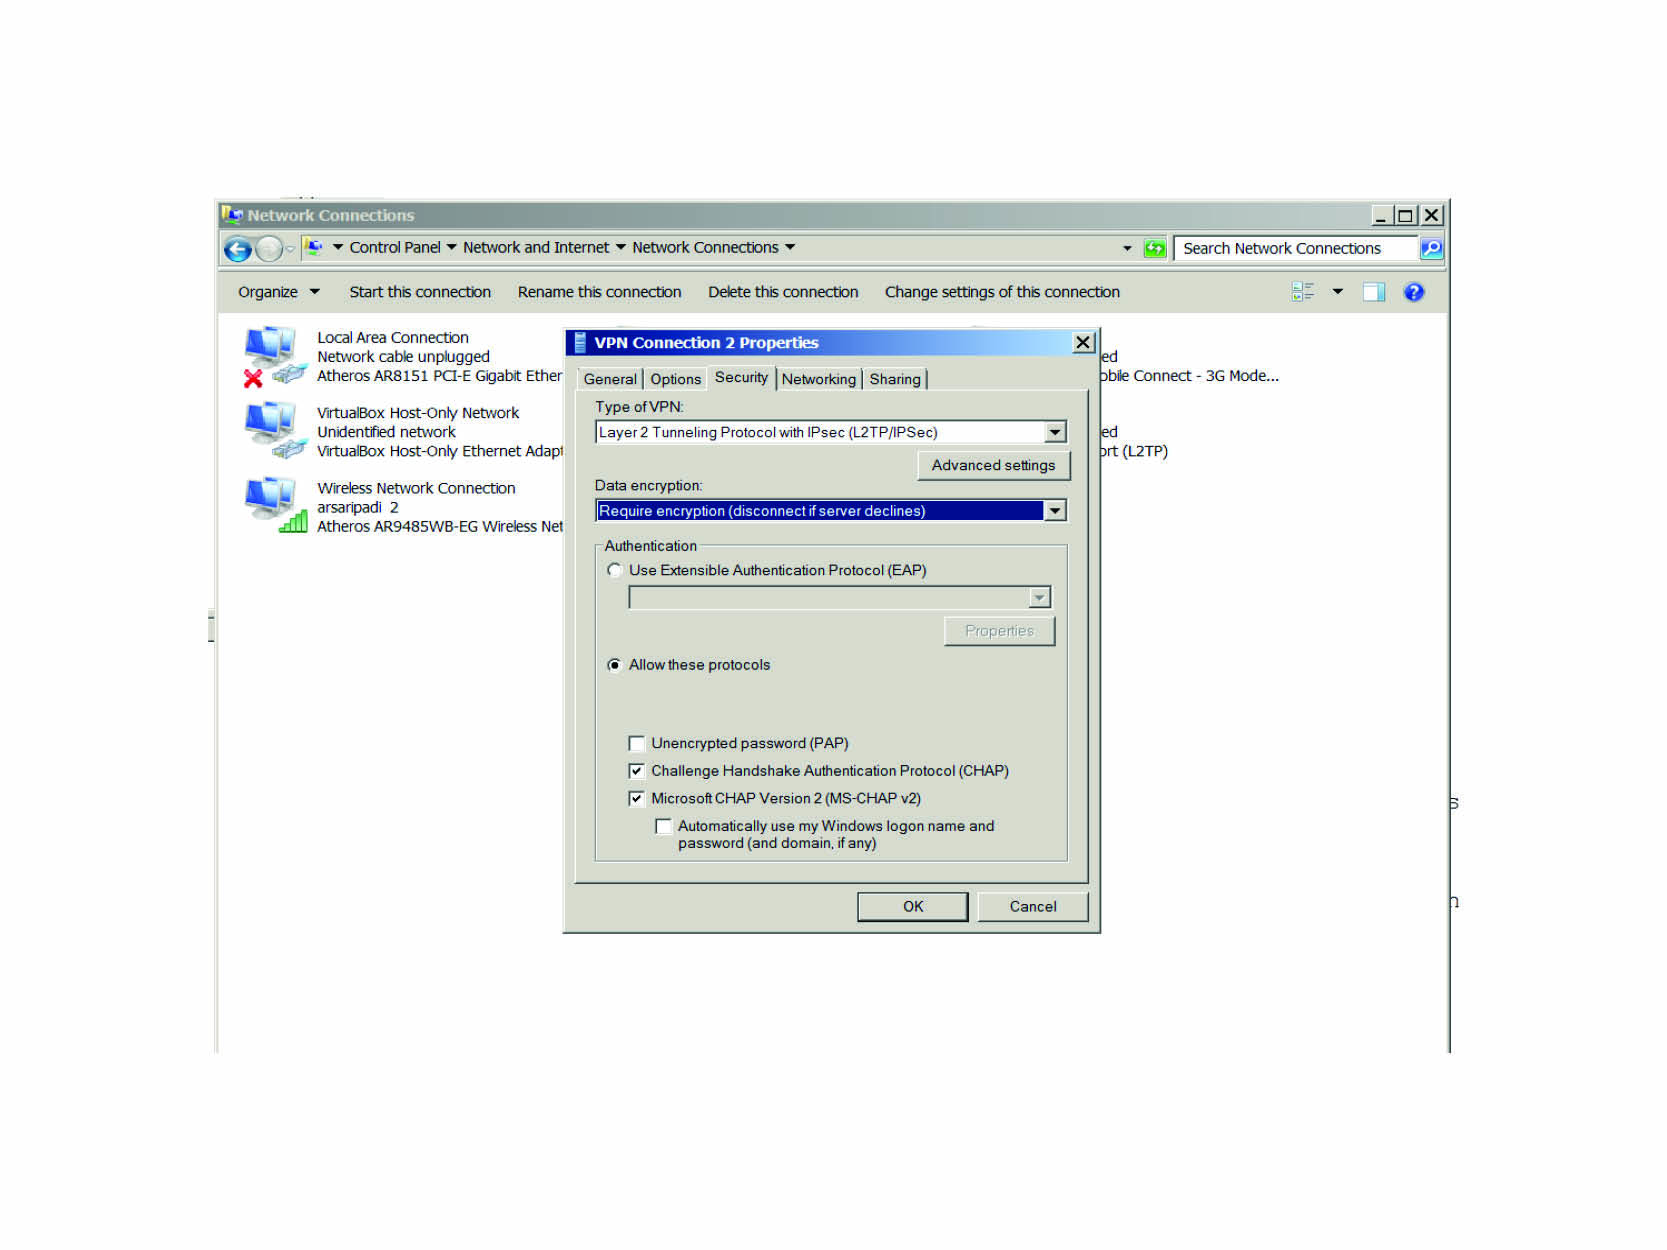 Network Connections
Control Panel Network and Internet Network Connections
Search Network Connections
Organize Start this connection Rename this connection Delete this connection Change settings of this connection
Local Area Connection
Network cable unplugged
Atheros AR8151 PCI-E Gigabit Ether
VirtualBox Host-Only Network
Unidentified network
VirtualBox Host-Only Ethernet Adapt
Wireless Network Connection
arsaripadi 2
Atheros AR9485WB-EG Wireless Net
VPN Connection 2 Properties
General Options Security Networking Sharing
Type of VPN:
Layer 2 Tunneling Protocol with IPsec (L2TP/IPSec)
Advanced settings
Data encryption:
Require encryption (disconnect if server declines)
Authentication
Use Extensible Authentication Protocol (EAP)
Properties
Allow these protocols
Unencrypted password (PAP)
Challenge Handshake Authentication Protocol (CHAP)
Microsoft CHAP Version 2 (MS-CHAP v2)
Automatically use my Windows logon name and
password (and domain, if any)
OK Cancel
ed
obile Connect - 3G Mode...
ed
ort (L2TP)
s
n